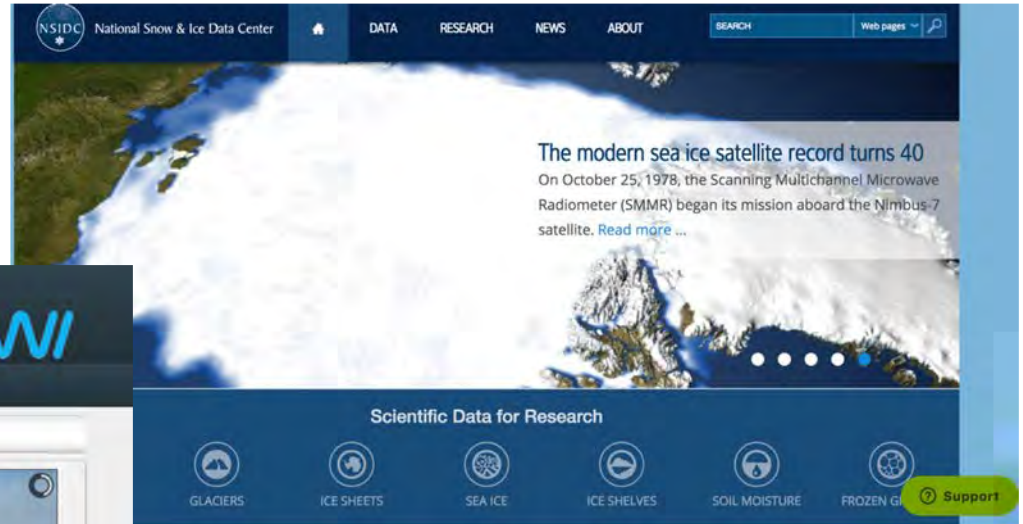 NSIDC National Snow & Ice Data Center DATA RESEARCH NEWS ABOUT SEARCH Web pages
The modern sea ice satellite record turns 40
On October 25, 1978, the Scanning Multichannel Microwave
Radiometer (SMMR) began its mission aboard the Nimbus-7
satellite. Read more ...
Scientific Data for Research
GLACIERS ICE SHEETS SEA ICE ICE SHELVES SOIL MOISTURE FROZEN
Support